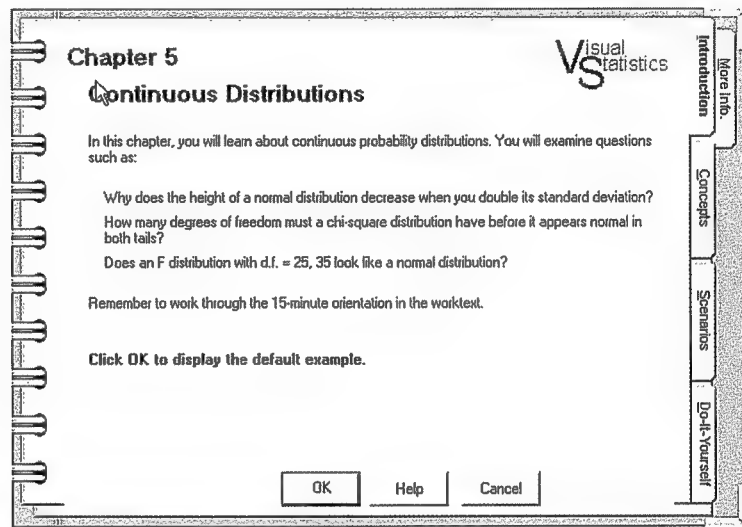 Chapter 5
Visual
Statistics
Continuous Distributions
In this chapter, you will learn about continuous probability distributions. You will examine questions
such as:
Why does the height of a normal distribution decrease when you double its standard deviation?
How many degrees of freedom must a chi-square distribution have before it appears normal in
both tails?
Does an F distribution with d.f. = 25, 35 look like a normal distribution?
Remember to work through the 15-minute orientation in the worktext.
Click OK to display the default example.
OK
Help
Cancel
Introduction
More Info.
Concepts
Scenarios
Do-It-Yourself